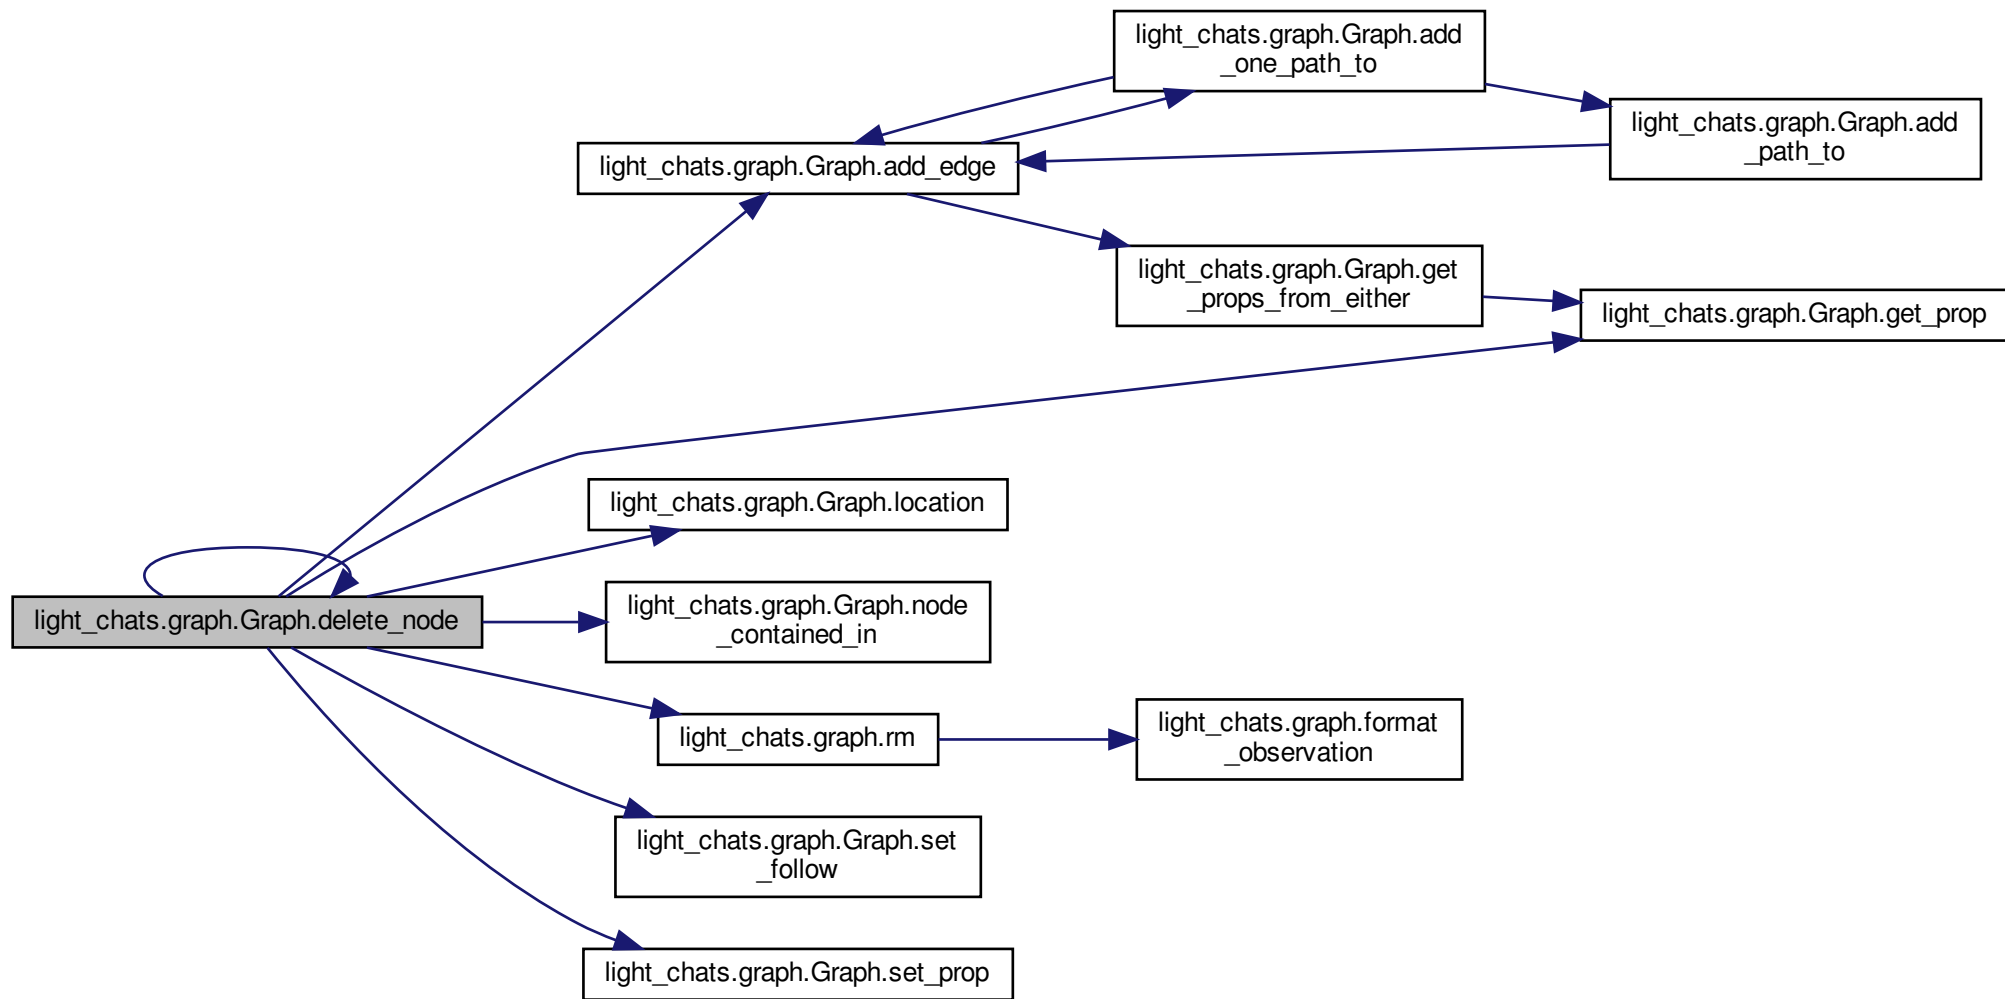 light_chats.graph.Graph.add
_one_path_to
light_chats.graph.Graph.add
_path_to
light_chats.graph.Graph.add_edge
light_chats.graph.Graph.get
_props_from_either
light_chats.graph.Graph.get_prop
light_chats.graph.Graph.location
light_chats.graph.Graph.delete_node
light_chats.graph.Graph.node
_contained_in
light_chats.graph.rm
light_chats.graph.format
_observation
light_chats.graph.Graph.set
_follow
light_chats.graph.Graph.set_prop